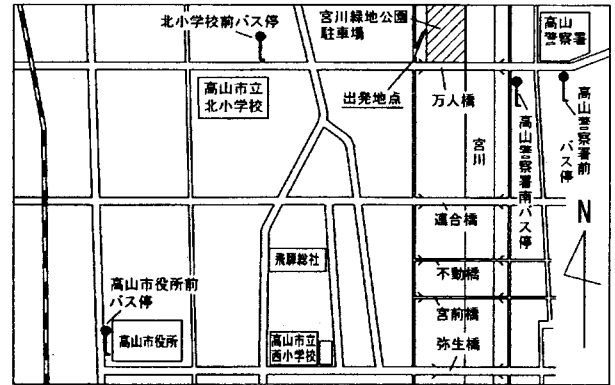 北小学校前バス停
宮川緑地公園
駐車場
高山
警察署
高山市立
北小学校
出発地点
万人橋
宮川
高山警察署南バス停
高山警察署前
バス停
N
連合橋
飛騨総社
不動橋
高山市役所前
バス停
宮前橋
高山市役所
高山市立
西小学校
弥生橋